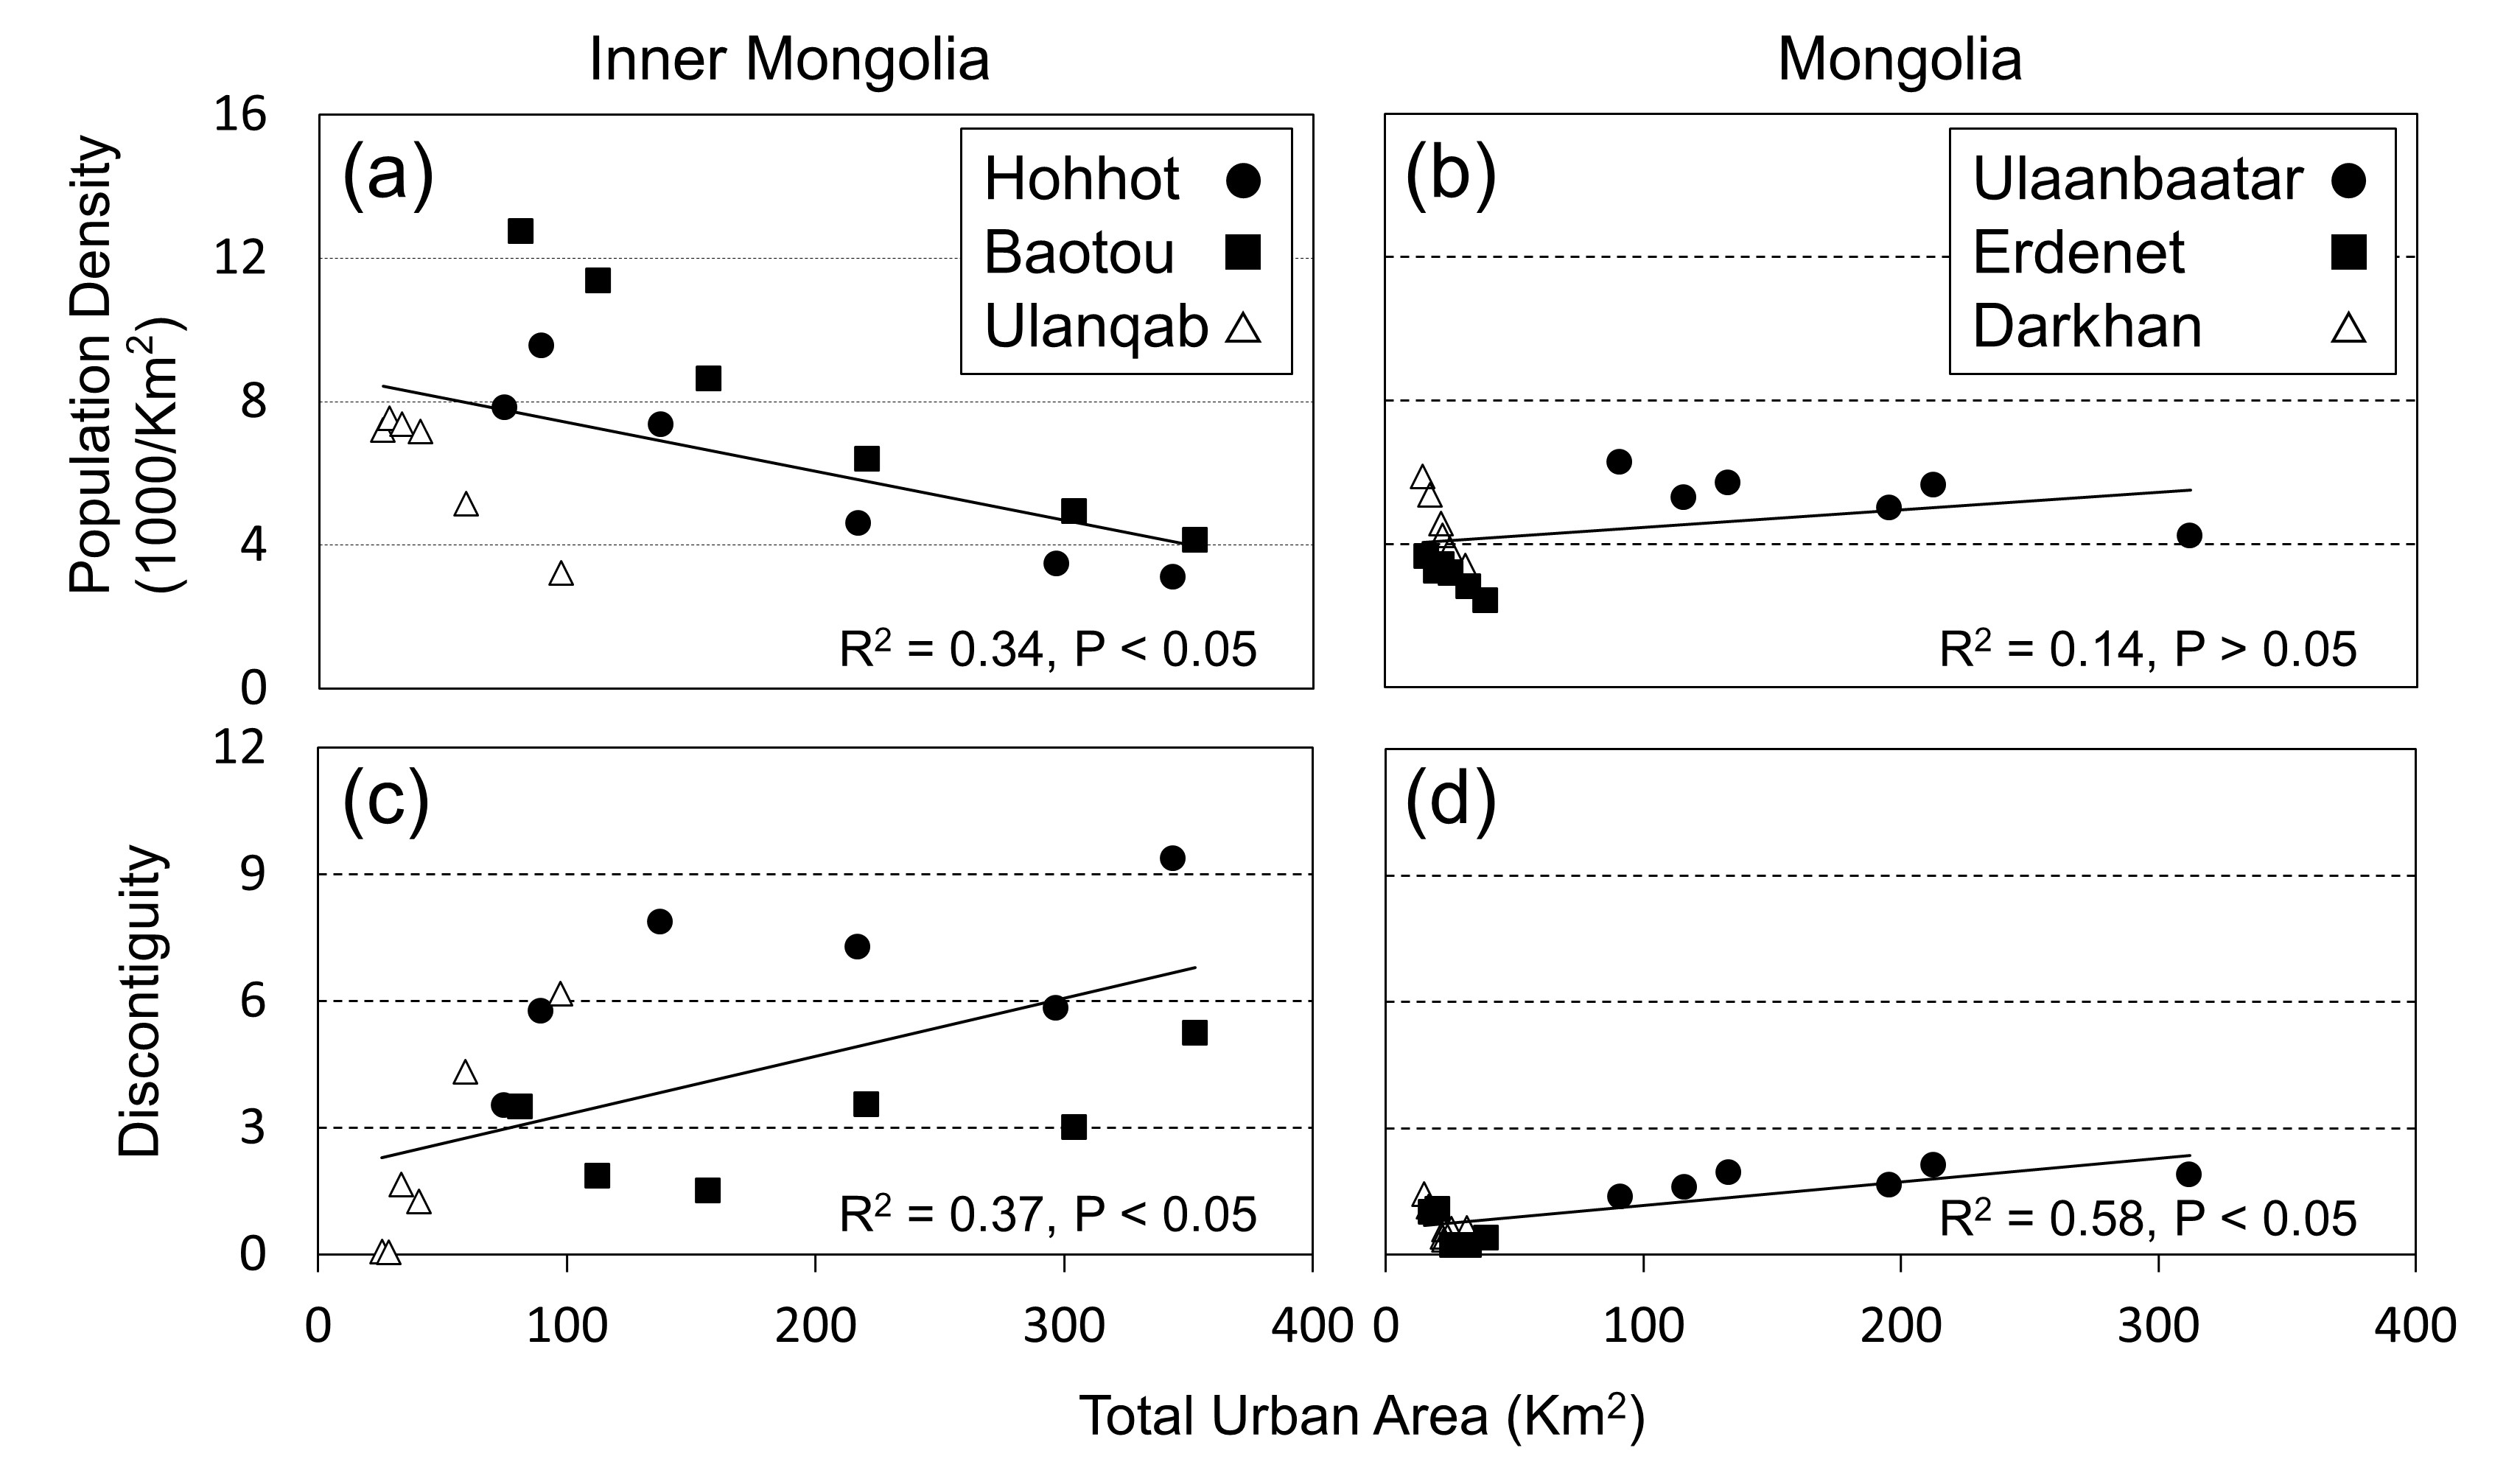 Inner Mongolia
Mongolia
Population Density
(1000/Km²)
16
12
8
4
0
(a)
Hohhot
Baotou
Ulanqab
R² = 0.34, P < 0.05
(b)
Ulaanbaatar
Erdenet
Darkhan
R² = 0.14, P > 0.05
Discontiguity
12
9
6
3
0
(c)
R² = 0.37, P < 0.05
(d)
R² = 0.58, P < 0.05
0 100 200 300 400
0 100 200 300 400
Total Urban Area (Km²)